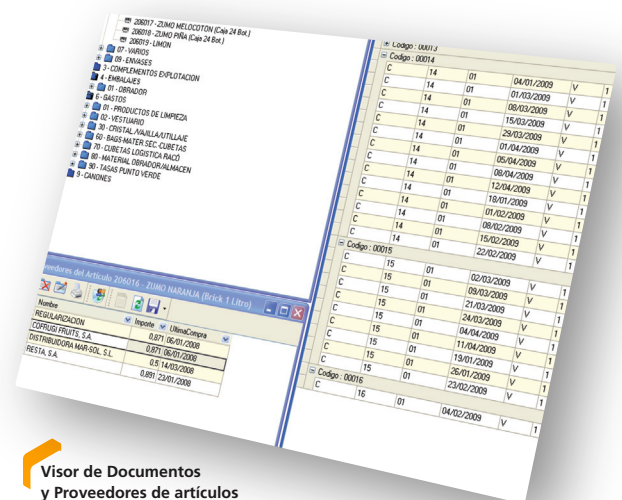 206017 - ZUMO MELOCOTON (Caja 24 Bot.)
206018 - ZUMO PIÑA (Caja 24 Bot.)
206019 - LIMON
07 - VARIOS
09 - ENVASES
3 - COMPLEMENTOS EXPLOTACION
4 - EMBALAJES
01 - OBRADOR
6 - GASTOS
01 - PRODUCTOS DE LIMPIEZA
02 - VESTUARIO
30 - CRISTAL./VAJILLA/UTILLAJE
60 - BAGS-MATER.SEC.-CUBETAS
70 - CUBETAS LOGISTICA RACÓ
80 - MATERIAL OBRADOR/ALMACEN
90 - TASAS PUNTO VERDE
9 - CANONES
veedores del Artículo 206016 - ZUMO NARANJA (Brick 1 Litro)
Nombre Importe UltimaCompra
REGULARIZACION 0,871 06/01/2008
COFRUGI FRUITS, S.A. 0,871 06/01/2008
DISTRIBUIDORA MAR-SOL, S.L. 0,5 14/03/2008
RESTA, S.A. 0,891 23/01/2008
Codigo : 00013
Codigo : 00014
C 14 01 04/01/2009 V 1
C 14 01 01/03/2009 V 1
C 14 01 08/03/2009 V 1
C 14 01 15/03/2009 V 1
C 14 01 29/03/2009 V 1
C 14 01 01/04/2009 V 1
C 14 01 05/04/2009 V 1
C 14 01 08/04/2009 V 1
C 14 01 12/04/2009 V 1
C 14 01 18/01/2009 V 1
C 14 01 01/02/2009 V 1
C 14 01 08/02/2009 V 1
C 14 01 15/02/2009 V 1
C 14 01 22/02/2009 V 1
Codigo : 00015
C 15 01 02/03/2009 V 1
C 15 01 09/03/2009 V 1
C 15 01 21/03/2009 V 1
C 15 01 24/03/2009 V 1
C 15 01 04/04/2009 V 1
C 15 01 11/04/2009 V 1
C 15 01 19/01/2009 V 1
C 15 01 26/01/2009 V 1
C 15 01 23/02/2009 V 1
Codigo : 00016
C 16 01 04/02/2009 V 1
Visor de Documentos
y Proveedores de artículos